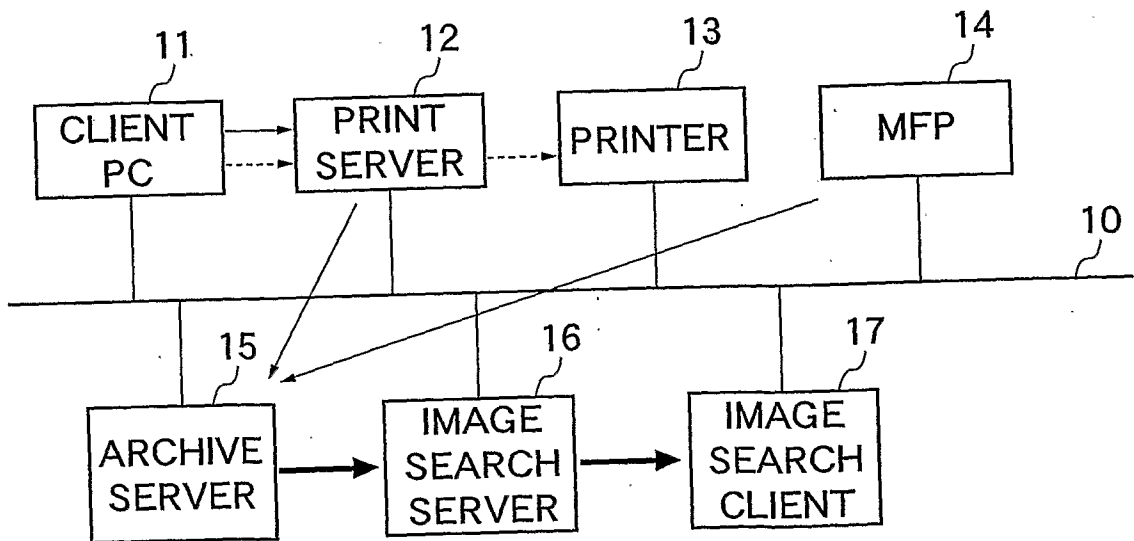 11
12
13
14
CLIENT
PC
PRINT
SERVER
PRINTER
MFP
10
15
16
17
ARCHIVE
SERVER
IMAGE
SEARCH
SERVER
IMAGE
SEARCH
CLIENT